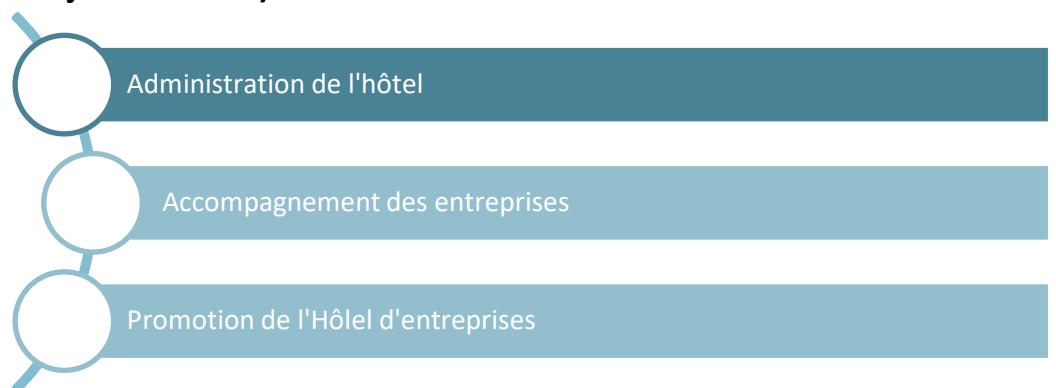 Administration de l'hôtel
Accompagnement des entreprises
Promotion de l'Hôlel d'entreprises